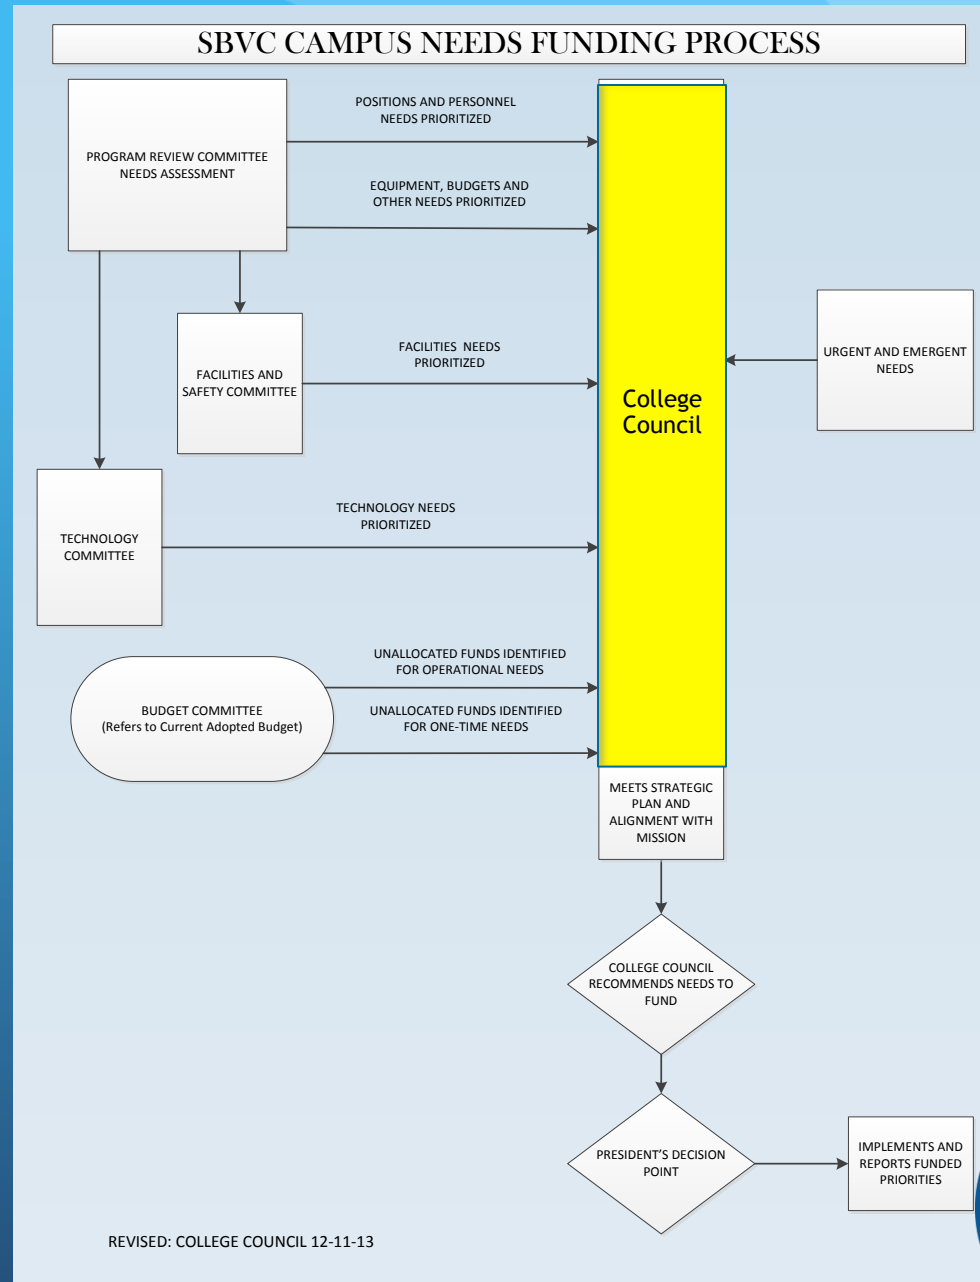 SBVC CAMPUS NEEDS FUNDING PROCESS
POSITIONS AND PERSONNEL
NEEDS PRIORITIZED
PROGRAM REVIEW COMMITTEE
NEEDS ASSESSMENT
EQUIPMENT, BUDGETS AND
OTHER NEEDS PRIORITIZED
FACILITIES AND
SAFETY COMMITTEE
FACILITIES NEEDS
PRIORITIZED
College
Council
URGENT AND EMERGENT
NEEDS
TECHNOLOGY
COMMITTEE
TECHNOLOGY NEEDS
PRIORITIZED
UNALLOCATED FUNDS IDENTIFIED
FOR OPERATIONAL NEEDS
BUDGET COMMITTEE
(Refers to Current Adopted Budget)
UNALLOCATED FUNDS IDENTIFIED
FOR ONE-TIME NEEDS
MEETS STRATEGIC
PLAN AND
ALIGNMENT WITH
MISSION
COLLEGE COUNCIL
RECOMMENDS NEEDS TO
FUND
PRESIDENT'S DECISION
POINT
IMPLEMENTS AND
REPORTS FUNDED
PRIORITIES
REVISED: COLLEGE COUNCIL 12-11-13